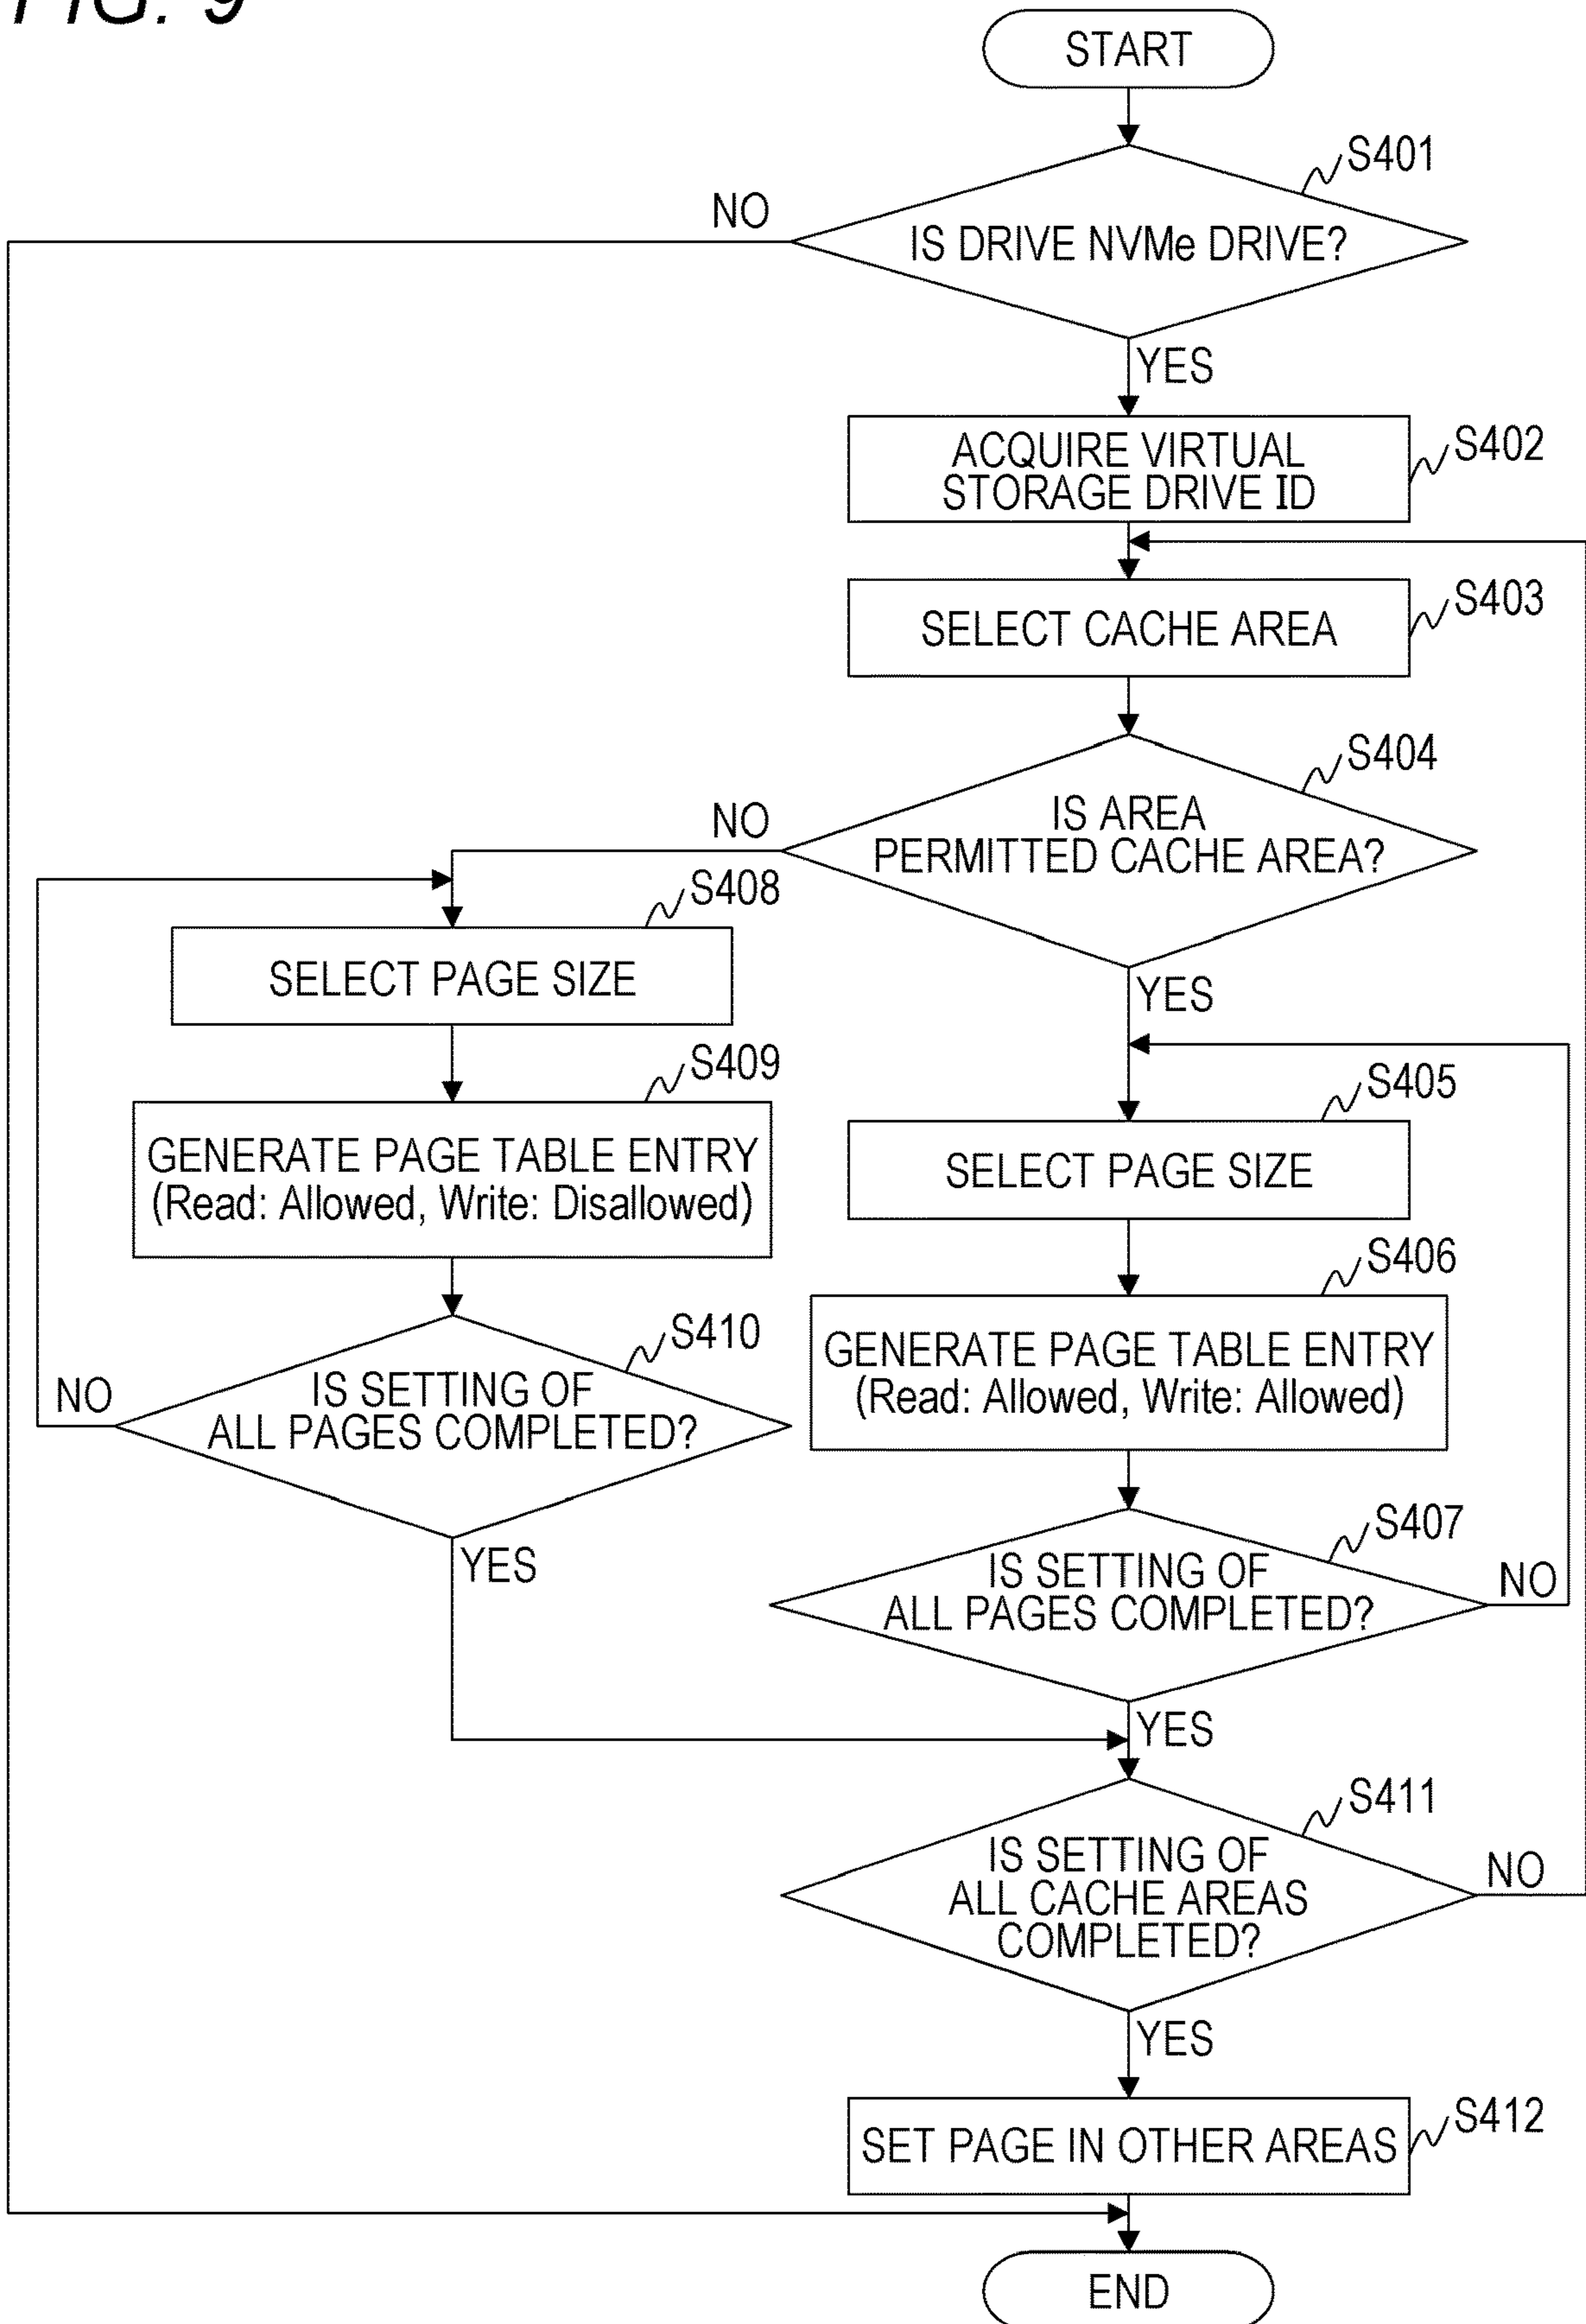 FIG. 9
START
S401
NO
IS DRIVE NVMe DRIVE?
YES
ACQUIRE VIRTUAL
STORAGE DRIVE ID
S402
SELECT CACHE AREA
S403
S404
NO
IS AREA
PERMITTED CACHE AREA?
YES
S408
SELECT PAGE SIZE
S409
GENERATE PAGE TABLE ENTRY
(Read: Allowed, Write: Disallowed)
S410
NO
IS SETTING OF
ALL PAGES COMPLETED?
YES
S405
SELECT PAGE SIZE
S406
GENERATE PAGE TABLE ENTRY
(Read: Allowed, Write: Allowed)
S407
IS SETTING OF
ALL PAGES COMPLETED?
NO
YES
S411
IS SETTING OF
ALL CACHE AREAS
COMPLETED?
NO
YES
SET PAGE IN OTHER AREAS
S412
END